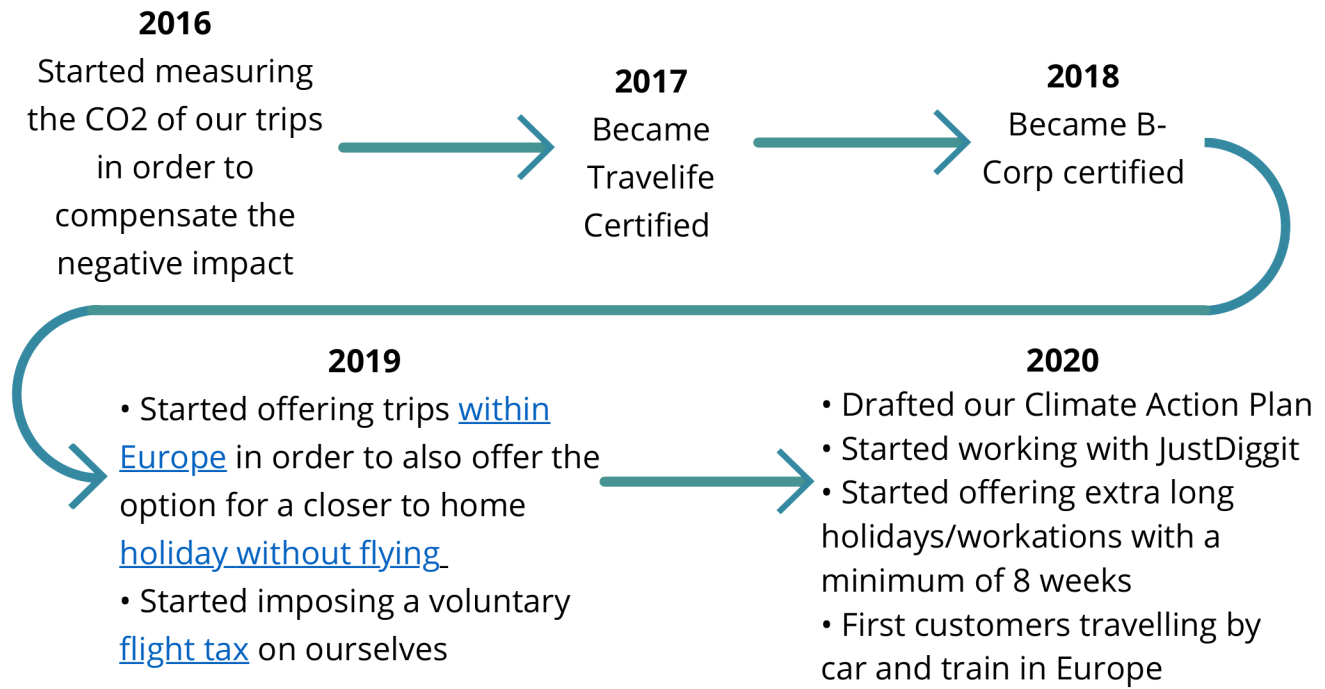 2016
Started measuring
the CO2 of our trips
in order to
compensate the
negative impact
2017
Became
Travelife
Certified
2018
Became B-
Corp certified
2019
• Started offering trips within
Europe in order to also offer the
option for a closer to home
holiday without flying
• Started imposing a voluntary
flight tax on ourselves
2020
• Drafted our Climate Action Plan
• Started working with JustDiggit
• Started offering extra long
holidays/workations with a
minimum of 8 weeks
• First customers travelling by
car and train in Europe